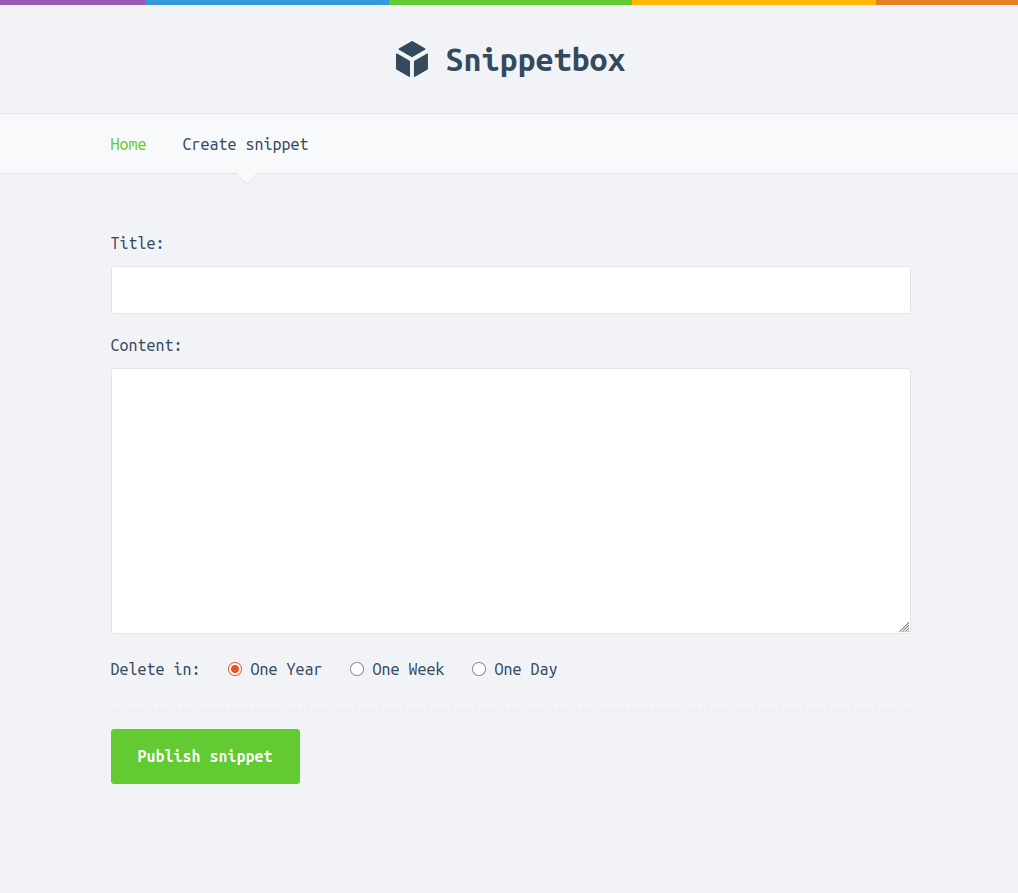 Snippetbox
Home Create snippet
Title:
Content:
Delete in: One Year One Week One Day
Publish snippet